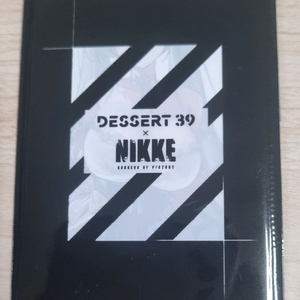 DESSERT 39
×
NIKKE
GODDESS OF VICTORY